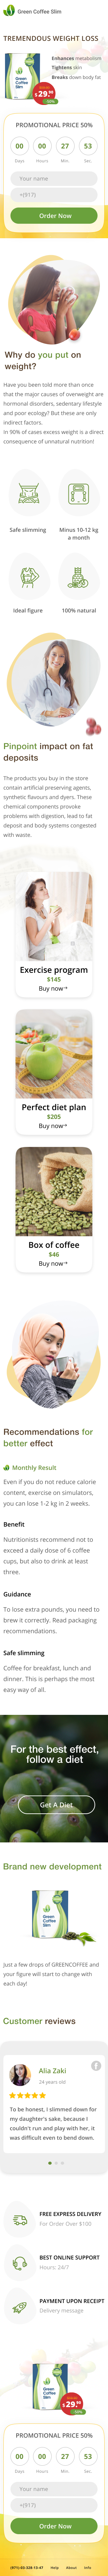 Green Coffee Slim
TREMENDOUS WEIGHT LOSS
Enhances metabolism
Tightens skin
Breaks down body fat
Green
Coffee
Slim
$29.
PROMOTIONAL PRICE 50%
00 00 27 53
Days Hours Min. Sec.
Your name
+(917)
Order Now
Why do you put on
weight?
Have you been told more than once
that the major causes of overweight are
hormonal disorders, sedentary lifestyle
and poor ecology? But these are only
indirect factors.
In 90% of cases excess weight is a direct
consequence of unnatural nutrition!
Safe slimming
Minus 10-12 kg
a month
Ideal figure
100% natural
Pinpoint impact on fat
deposits
The products you buy in the store
contain artificial preserving agents,
synthetic flavours and dyers. These
chemical components provoke
problems with digestion, lead to fat
deposit and body systems congested
with waste.
Exercise program
$145
Buy now
Perfect diet plan
$205
Buy now
Box of coffee
$46
Buy now
Recommendations for
better effect
Monthly Result
Even if you do not reduce calorie
content, exercise on simulators,
you can lose 1-2 kg in 2 weeks.
Benefit
Nutritionists recommend not to
exceed a daily dose of 6 coffee
cups, but also to drink at least
three.
Guidance
To lose extra pounds, you need to
brew it correctly. Read packaging
recommendations.
Safe slimming
Coffee for breakfast, lunch and
dinner. This is perhaps the most
easy way of all.
For the best effect,
follow a diet
Get A Diet
Brand new development
Green
Coffee
Slim
Just a few drops of GREENCOFFEE and
your figure will start to change with
each day!
Customer reviews
Alia Zaki
24 years old
To be honest, I slimmed down for
my daughter's sake, because I
couldn't run and play with her, it
was difficult even to bend down.
FREE EXPRESS DELIVERY
For Order Over $100
BEST ONLINE SUPPORT
Hours: 24/7
PAYMENT UPON RECEIPT
Delivery message
Green
Coffee
Slim
$29.
PROMOTIONAL PRICE 50%
00 00 27 53
Days Hours Min. Sec.
Your name
+(917)
Order Now
(971)-50-328-13-67 Help About Info